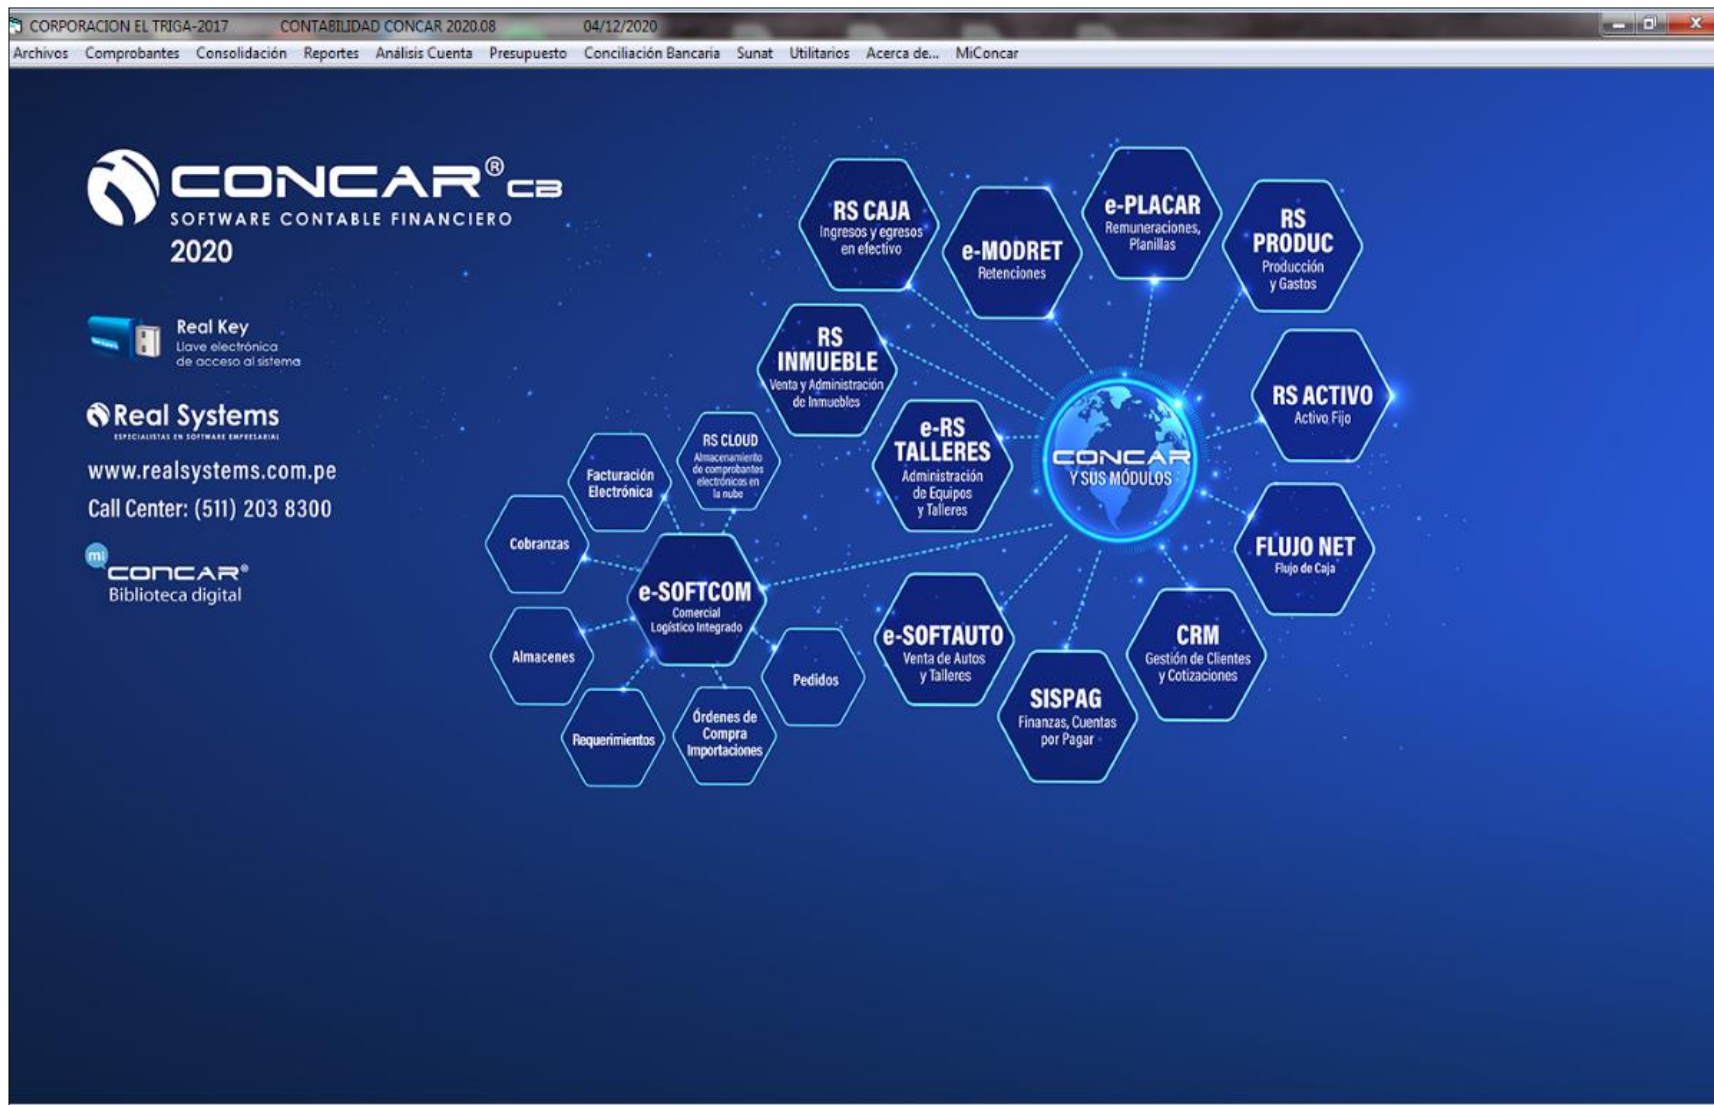 CORPORACION EL TRIGA-2017 CONTABILIDAD CONCAR 2020.08 04/12/2020
Archivos Comprobantes Consolidación Reportes Análisis Cuenta Presupuesto Conciliación Bancaria Sunat Utilitarios Acerca de... MiConcar
CONCAR® CB
SOFTWARE CONTABLE FINANCIERO
2020
Real Key
Llave electrónica
de acceso al sistema
Real Systems
ESPECIALISTAS EN SOFTWARE EMPRESARIAL
www.realsystems.com.pe
Call Center: (511) 203 8300
mi
CONCAR®
Biblioteca digital
RS CAJA
Ingresos y egresos
en efectivo
e-MODRET
Retenciones
e-PLACAR
Remuneraciones,
Planillas
RS
PRODUC
Producción
y Gastos
RS
INMUEBLE
Venta y Administración
de Inmuebles
RS ACTIVO
Activo Fijo
e-RS
TALLERES
Administración
de Equipos
y Talleres
CONCAR
Y SUS MÓDULOS
RS CLOUD
Almacenamiento
de comprobantes
electrónicos en
la nube
Facturación
Electrónica
Cobranzas
e-SOFTCOM
Comercial
Logístico Integrado
Almacenes
Requerimientos
Órdenes de
Compra
Importaciones
Pedidos
e-SOFTAUTO
Venta de Autos
y Talleres
SISPAG
Finanzas, Cuentas
por Pagar
CRM
Gestión de Clientes
y Cotizaciones
FLUJO NET
Flujo de Caja